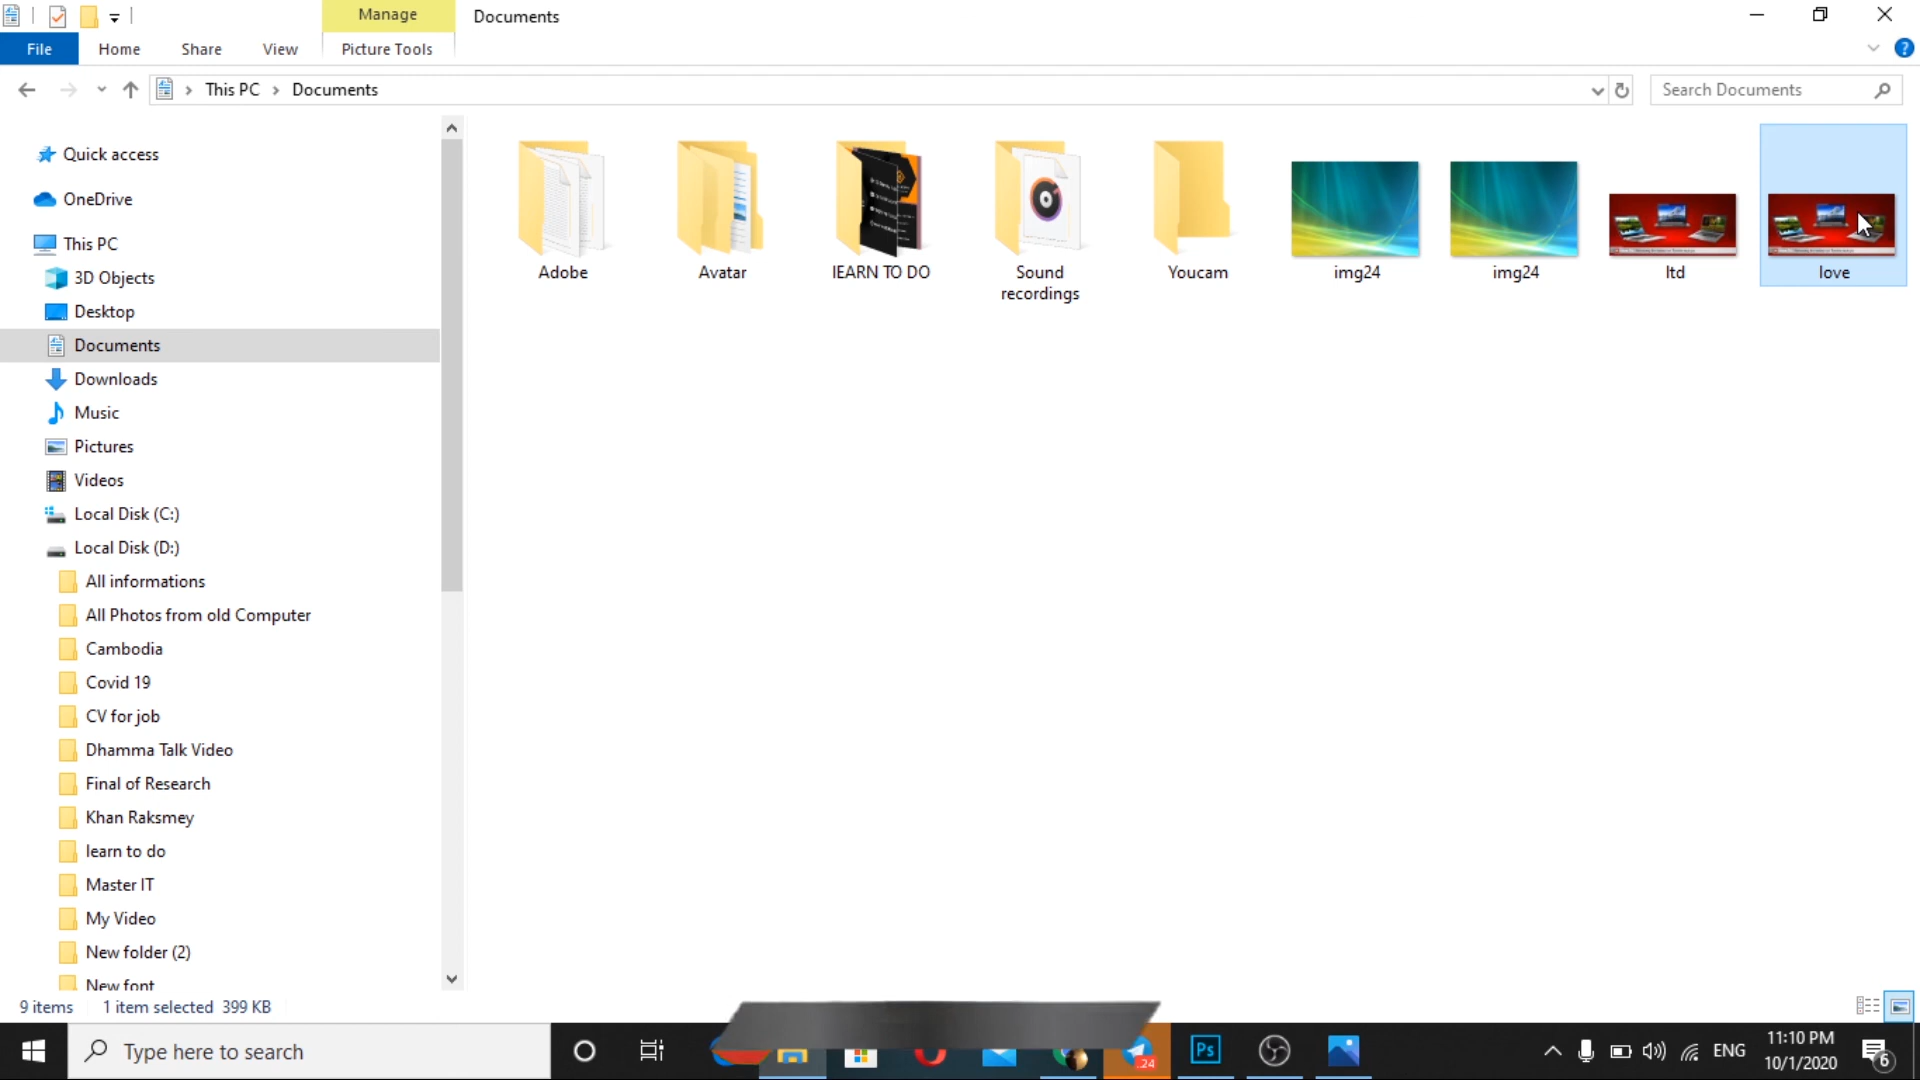 Manage
Documents
File
Home
Share
View
Picture Tools
This PC
Documents
Search Documents
Quick access
OneDrive
This PC
3D Objects
Desktop
Documents
Downloads
Music
Pictures
Videos
Local Disk (C:)
Local Disk (D:)
All informations
All Photos from old Computer
Cambodia
Covid 19
CV for job
Dhamma Talk Video
Final of Research
Khan Raksmey
learn to do
Master IT
My Video
New folder (2)
New font
Adobe
Avatar
lEARN TO DO
Sound
recordings
Youcam
img24
img24
ltd
love
9 items
1 item selected 399 KB
Type here to search
24
Ps
ENG
11:10 PM
10/1/2020
6